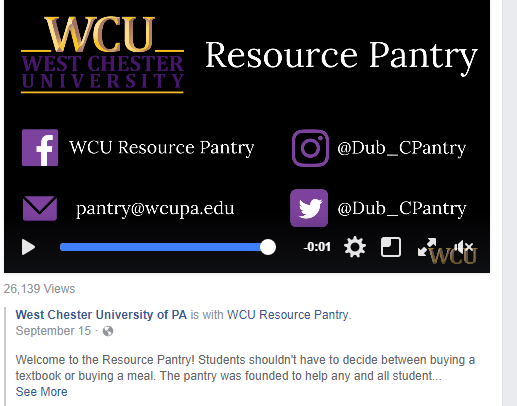 WCU
WEST CHESTER
UNIVERSITY
Resource Pantry
WCU Resource Pantry
@Dub_CPantry
pantry@wcupa.edu
@Dub_CPantry
-0:01
WCU
26,139 Views
West Chester University of PA is with WCU Resource Pantry.
September 15 ·
Welcome to the Resource Pantry! Students shouldn't have to decide between buying a
textbook or buying a meal. The pantry was founded to help any and all student...
See More